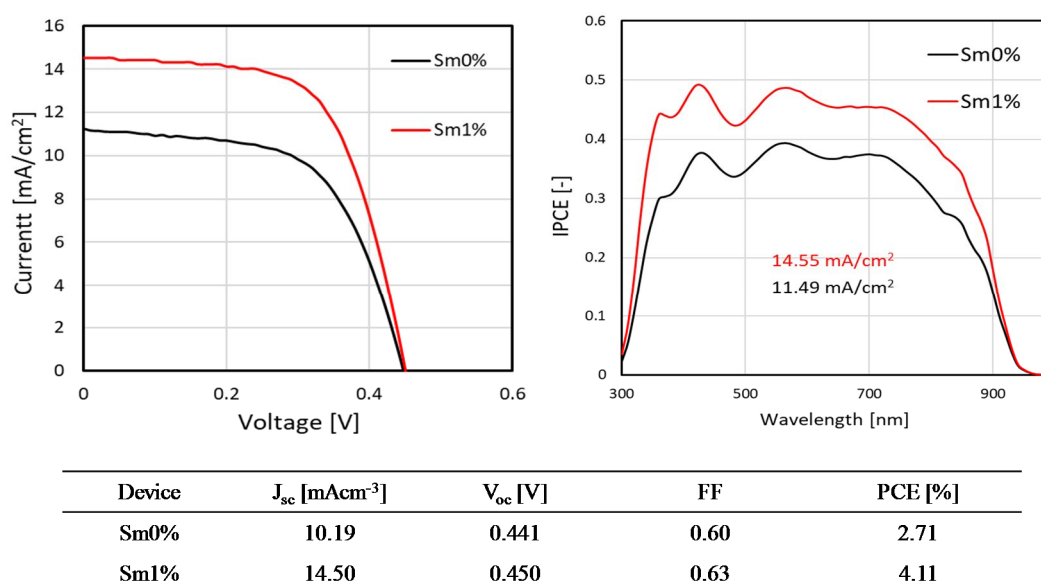 16
14
12
10
8
6
4
2
0
Currentt [mA/cm²]
Sm0%
Sm1%
0
0.2
0.4
0.6
Voltage [V]
0.6
0.5
0.4
0.3
0.2
0.1
0
IPCE [-]
Sm0%
Sm1%
14.55 mA/cm²
11.49 mA/cm²
300
500
700
900
Wavelength [nm]
Device Jsc [mAcm⁻³] Voc [V] FF PCE [%]
Sm0% 10.19 0.441 0.60 2.71
Sm1% 14.50 0.450 0.63 4.11